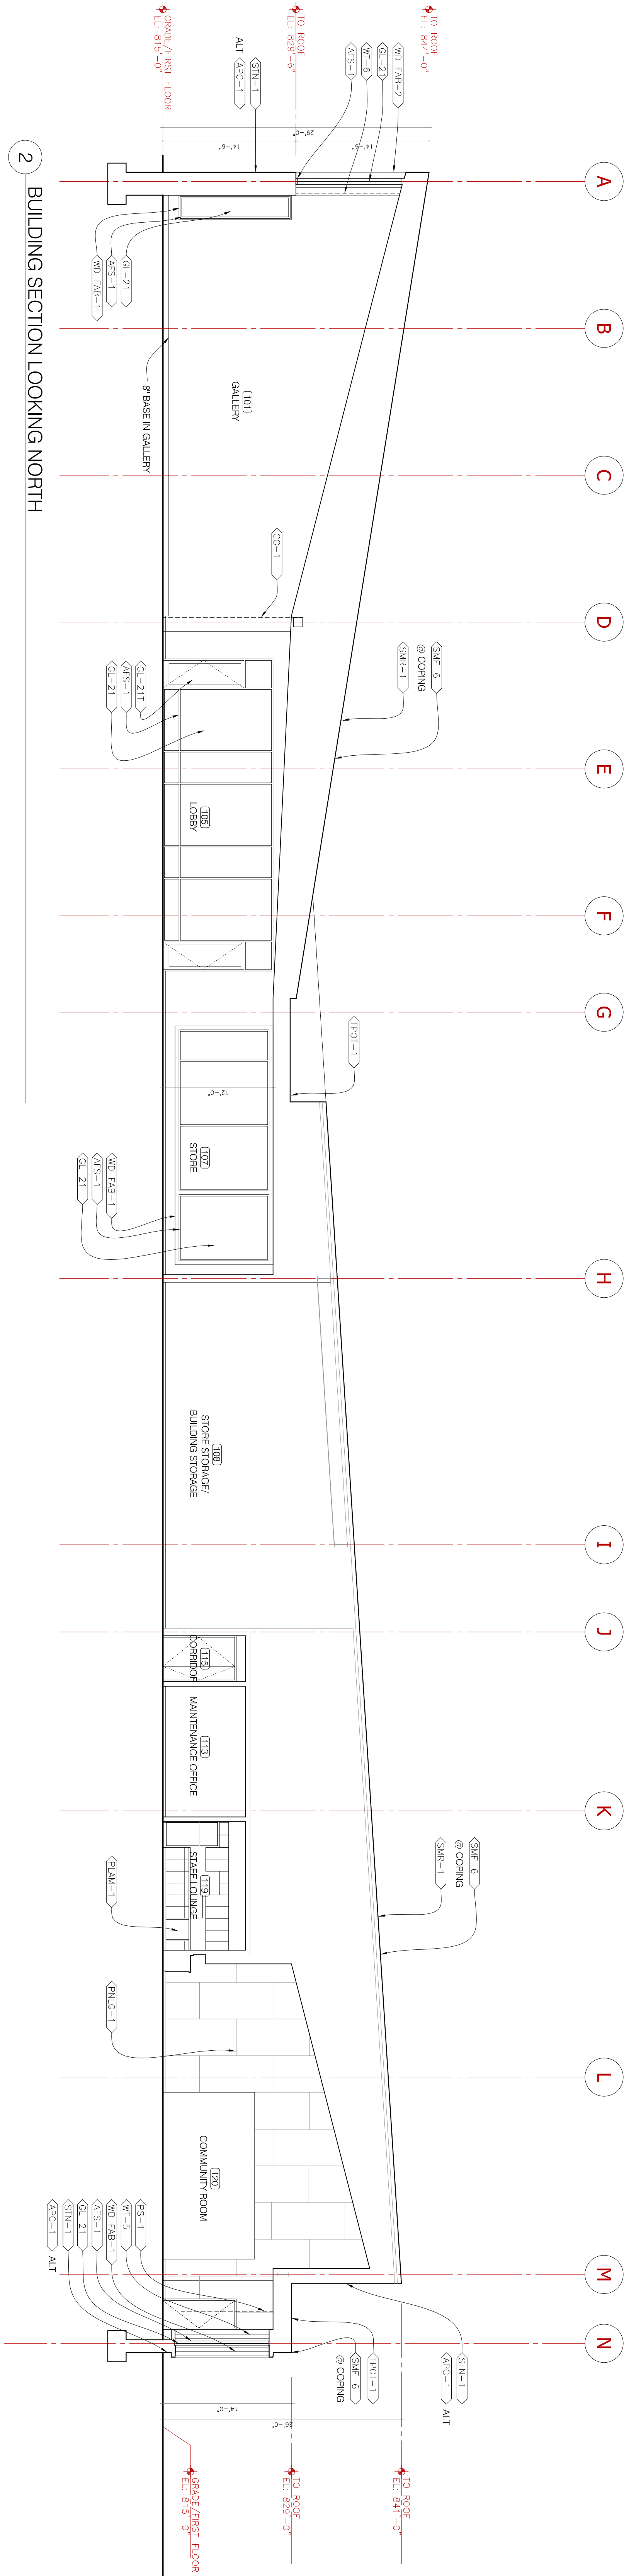 A
B
C
D
E
F
G
H
I
J
K
L
M
N
TO ROOF
EL: 844'-0"
TO ROOF
EL: 829'-6"
GRADE/FIRST FLOOR
EL: 815'-0"
29'-0"
14'-6"
14'-6"
WD FAB-2
GL-21
WT-6
AFS-1
STN-1
APC-1
ALT
GL-21
AFS-1
WD FAB-1
8" BASE IN GALLERY
101
GALLERY
CG-1
SMF-6
@ COPING
SMR-1
GL-21T
AFS-1
GL-21
105
LOBBY
TPOT-1
12'-0"
107
STORE
WD FAB-1
AFS-1
GL-21
108
STORE STORAGE/
BUILDING STORAGE
115
CORRIDOR
113
MAINTENANCE OFFICE
119
STAFF LOUNGE
SMF-6
@ COPING
SMR-1
PLAM-1
PNLG-1
120
COMMUNITY ROOM
PS-1
WT-5
WD FAB-1
AFS-1
GL-21
STN-1
APC-1
ALT
STN-1
APC-1
ALT
TPOT-1
SMF-6
@ COPING
14'-0"
26'-0"
TO ROOF
EL: 841'-0"
TO ROOF
EL: 829'-0"
GRADE/FIRST FLOOR
EL: 815'-0"
2
BUILDING SECTION LOOKING NORTH